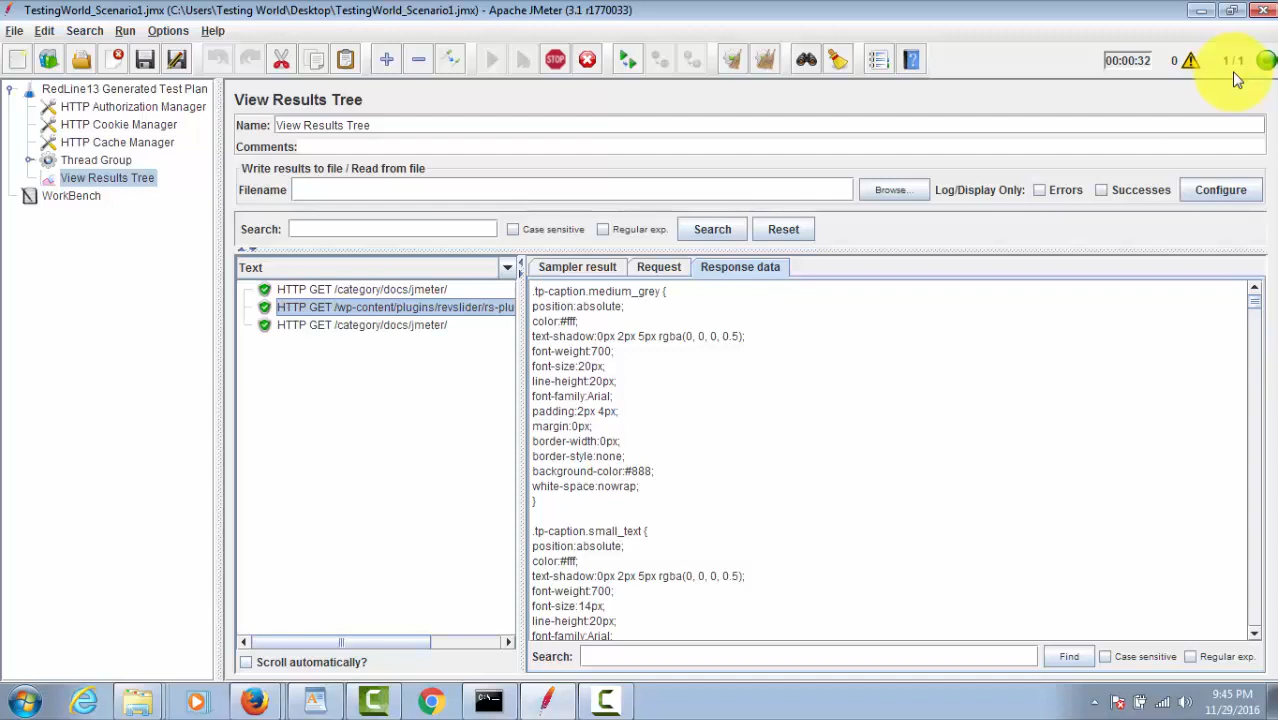 TestingWorld_Scenario1.jmx (C:\Users\Testing World\Desktop\TestingWorld_Scenario1.jmx) - Apache JMeter (3.1 r1770033)
File Edit Search Run Options Help
STOP
00:00:32 0 1 / 1
RedLine13 Generated Test Plan
HTTP Authorization Manager
HTTP Cookie Manager
HTTP Cache Manager
Thread Group
View Results Tree
WorkBench
View Results Tree
Name: View Results Tree
Comments:
Write results to file / Read from file
Filename Browse... Log/Display Only: Errors Successes Configure
Search: Case sensitive Regular exp. Search Reset
Text
HTTP GET /category/docs/jmeter/
HTTP GET /wp-content/plugins/revslider/rs-plu
HTTP GET /category/docs/jmeter/
Scroll automatically?
Sampler result Request Response data
.tp-caption.medium_grey {
position:absolute;
color:#fff;
text-shadow:0px 2px 5px rgba(0, 0, 0, 0.5);
font-weight:700;
font-size:20px;
line-height:20px;
font-family:Arial;
padding:2px 4px;
margin:0px;
border-width:0px;
border-style:none;
background-color:#888;
white-space:nowrap;
}
.tp-caption.small_text {
position:absolute;
color:#fff;
text-shadow:0px 2px 5px rgba(0, 0, 0, 0.5);
font-weight:700;
font-size:14px;
line-height:20px;
font-family:Arial;
Search: Find Case sensitive Regular exp.
9:45 PM
11/29/2016